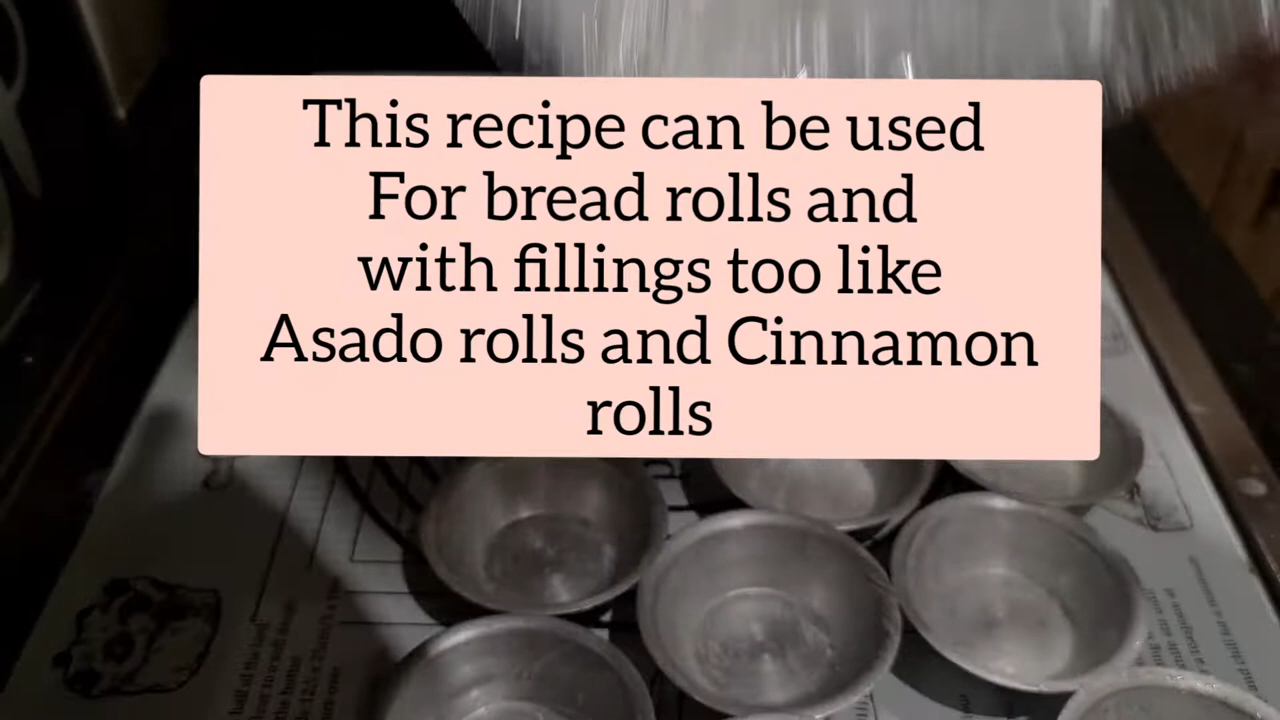 This recipe can be used
For bread rolls and
with fillings too like
Asado rolls and Cinnamon
rolls